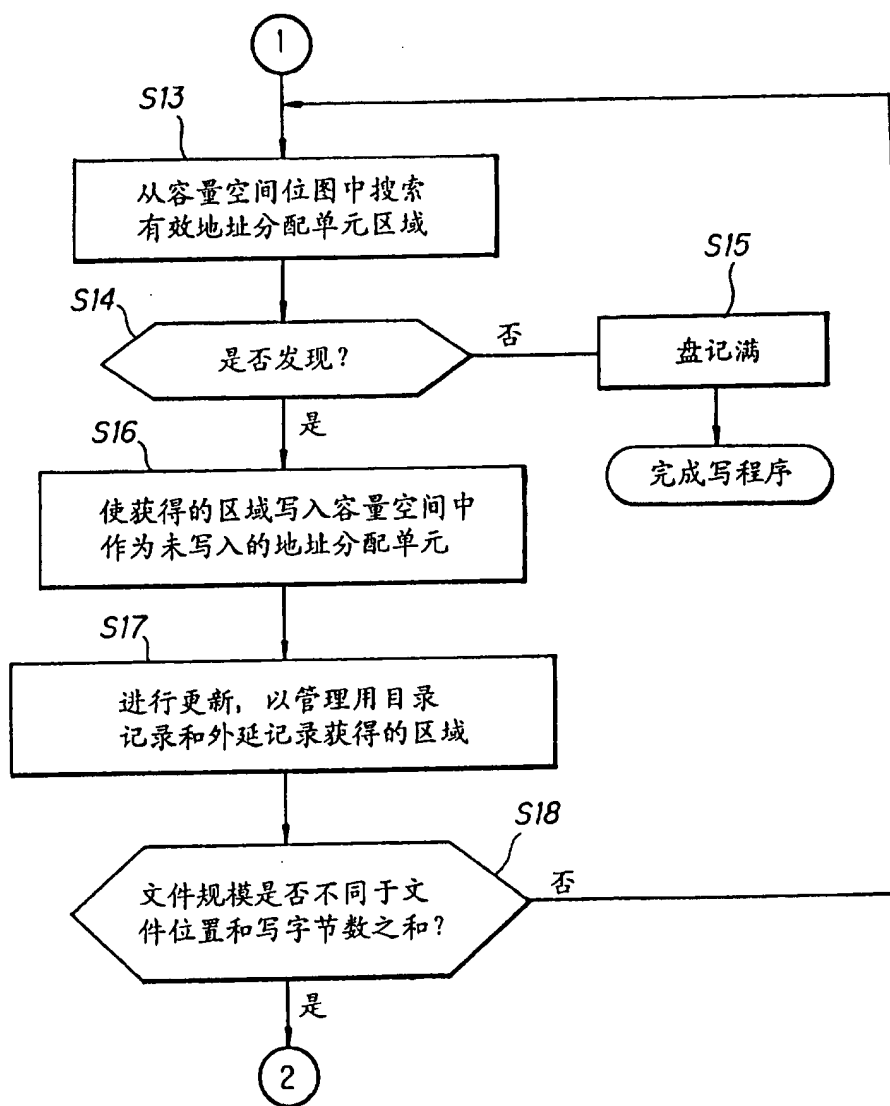 1
S13
从容量空间位图中搜索
有效地址分配单元区域
S14
是否发现?
否
S15
盘记满
完成写程序
是
S16
使获得的区域写入容量空间中
作为未写入的地址分配单元
S17
进行更新,以管理用目录
记录和外延记录获得的区域
S18
文件规模是否不同于文
件位置和写字节数之和?
否
是
2